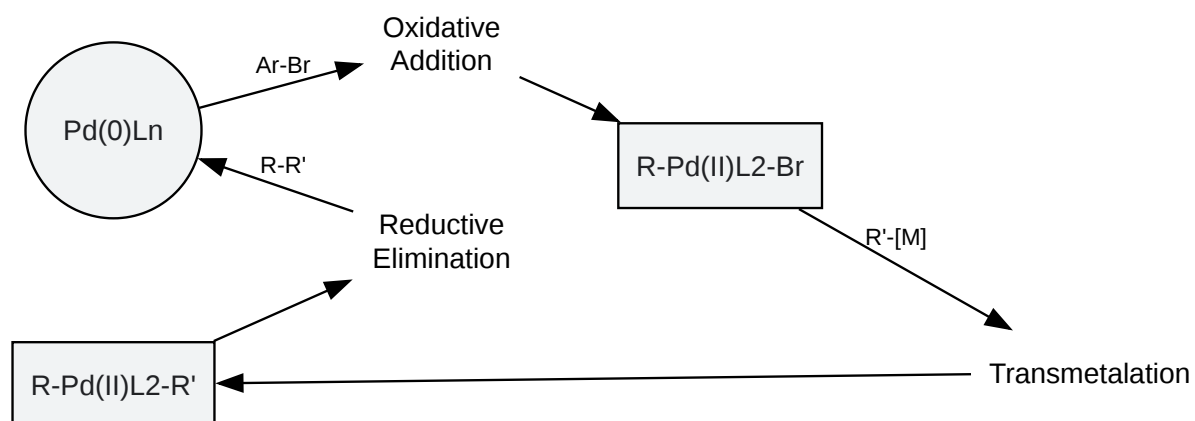 Oxidative
Addition
Ar-Br
Pd(0)Ln
R-R'
R-Pd(II)L2-Br
Reductive
Elimination
R'-[M]
R-Pd(II)L2-R'
Transmetalation